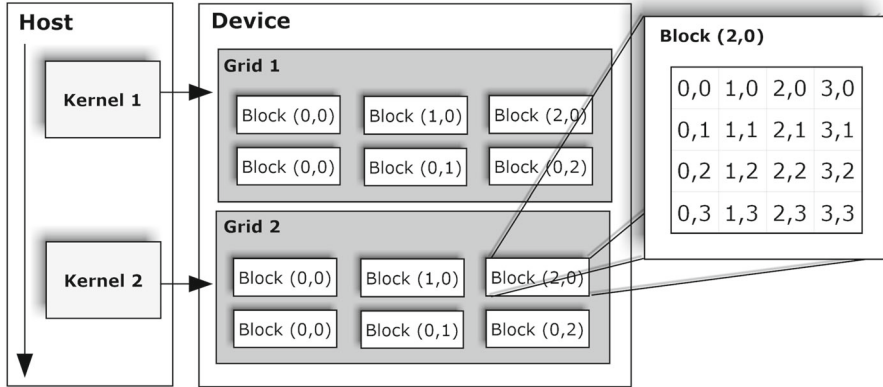 Host
Kernel 1
Kernel 2
Device
Grid 1
Block (0,0) Block (1,0) Block (2,0)
Block (0,0) Block (0,1) Block (0,2)
Grid 2
Block (0,0) Block (1,0) Block (2,0)
Block (0,0) Block (0,1) Block (0,2)
Block (2,0)
0,0 1,0 2,0 3,0
0,1 1,1 2,1 3,1
0,2 1,2 2,2 3,2
0,3 1,3 2,3 3,3